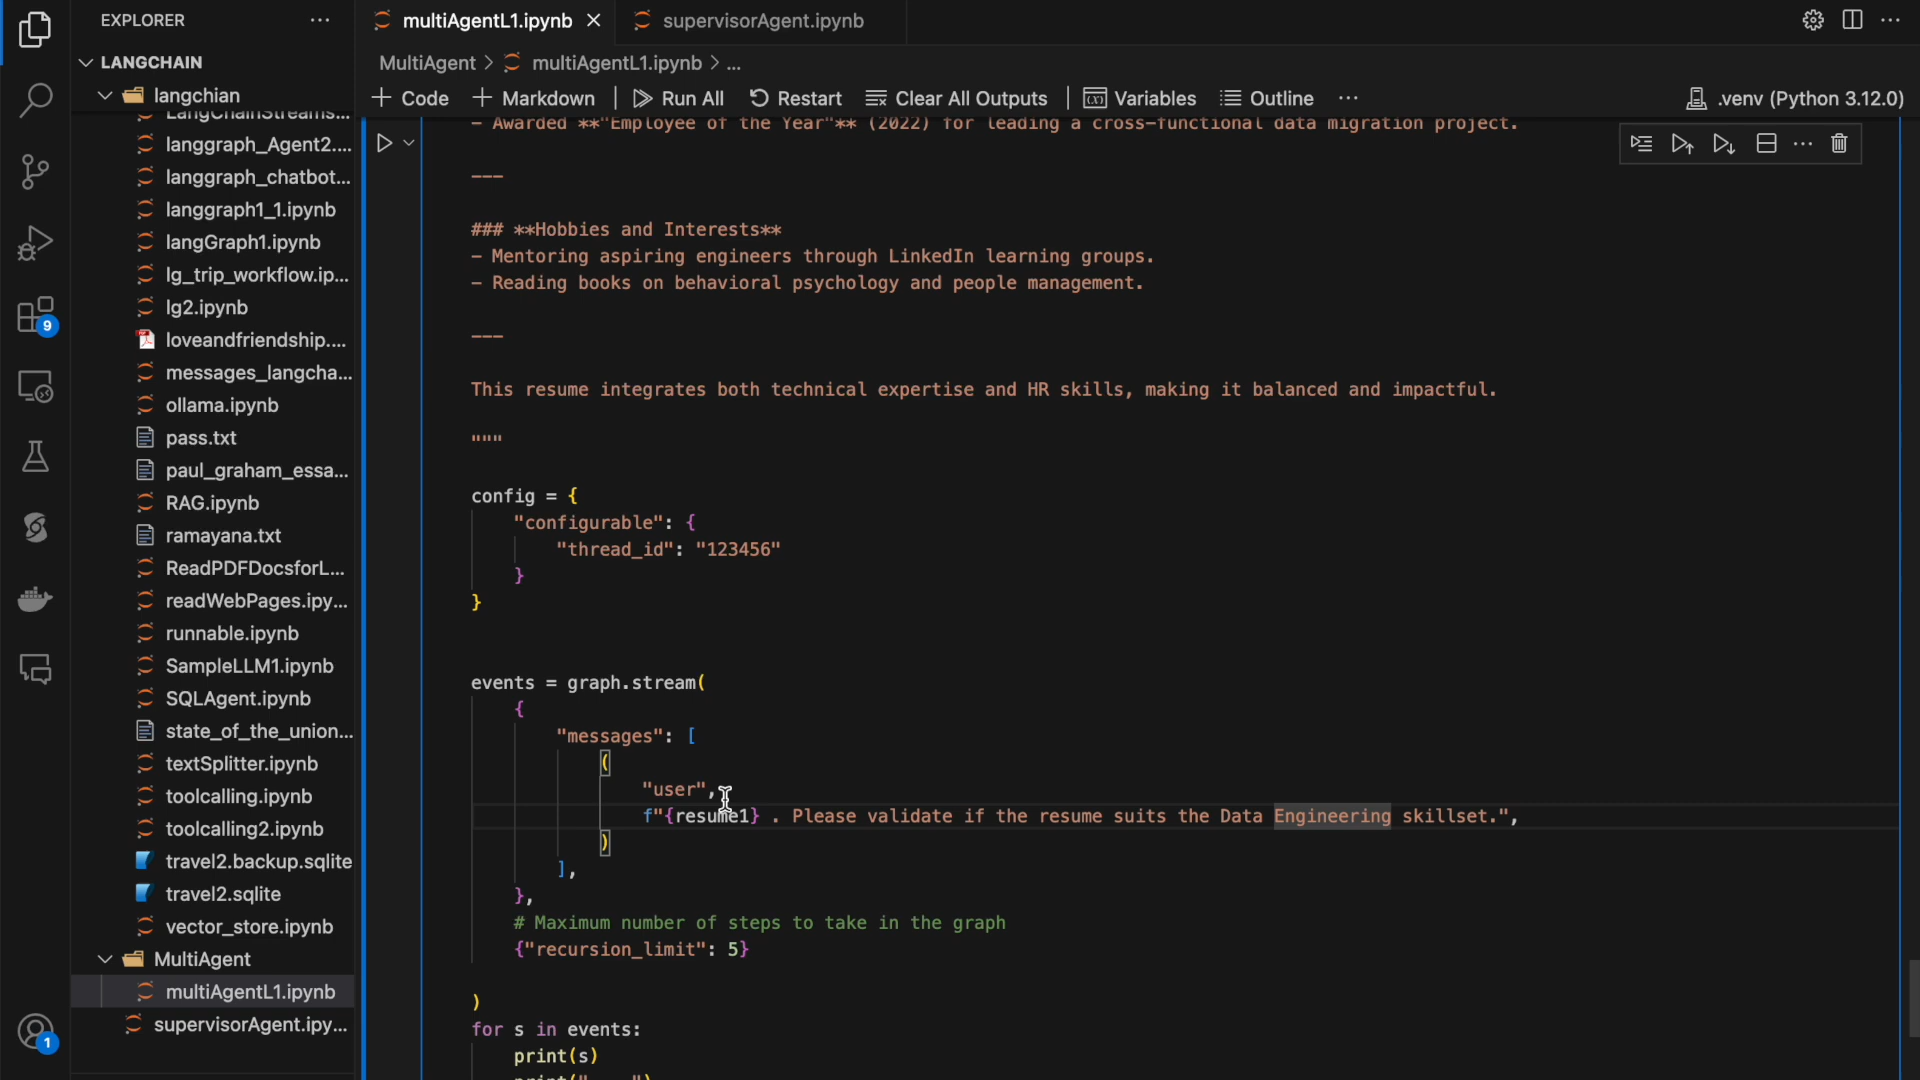 EXPLORER
multiAgentL1.ipynb
supervisorAgent.ipynb
LANGCHAIN
MultiAgent > multiAgentL1.ipynb > ...
langchian
Code
Markdown
Run All
Restart
Clear All Outputs
Variables
Outline
.venv (Python 3.12.0)
LangChainStreams...
langgraph_Agent2....
langgraph_chatbot...
langgraph1_1.ipynb
langGraph1.ipynb
lg_trip_workflow.ip...
lg2.ipynb
loveandfriendship....
messages_langcha...
ollama.ipynb
pass.txt
paul_graham_essa...
RAG.ipynb
ramayana.txt
ReadPDFDocsforL...
readWebPages.ipy...
runnable.ipynb
SampleLLM1.ipynb
SQLAgent.ipynb
state_of_the_union...
textSplitter.ipynb
toolcalling.ipynb
toolcalling2.ipynb
travel2.backup.sqlite
travel2.sqlite
vector_store.ipynb
MultiAgent
multiAgentL1.ipynb
supervisorAgent.ipy...
9
1
- Awarded **"Employee of the Year"** (2022) for leading a cross-functional data migration project.
---
### **Hobbies and Interests**
- Mentoring aspiring engineers through LinkedIn learning groups.
- Reading books on behavioral psychology and people management.
---
This resume integrates both technical expertise and HR skills, making it balanced and impactful.
"""
config = {
"configurable": {
"thread_id": "123456"
}
}
events = graph.stream(
{
"messages": [
(
"user",
f"{resume1} . Please validate if the resume suits the Data Engineering skillset.",
)
],
},
# Maximum number of steps to take in the graph
{"recursion_limit": 5}
)
for s in events:
print(s)